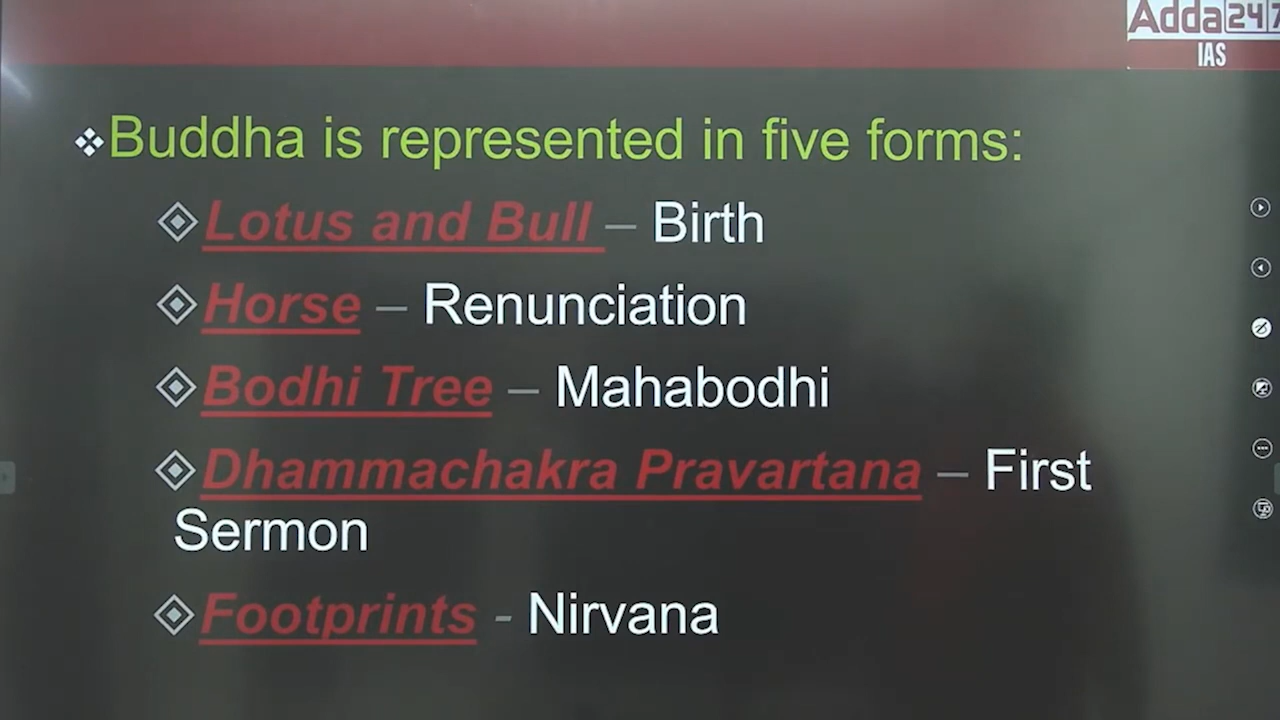 Adda247
IAS
Buddha is represented in five forms:
Lotus and Bull – Birth
Horse – Renunciation
Bodhi Tree – Mahabodhi
Dhammachakra Pravartana – First
Sermon
Footprints - Nirvana